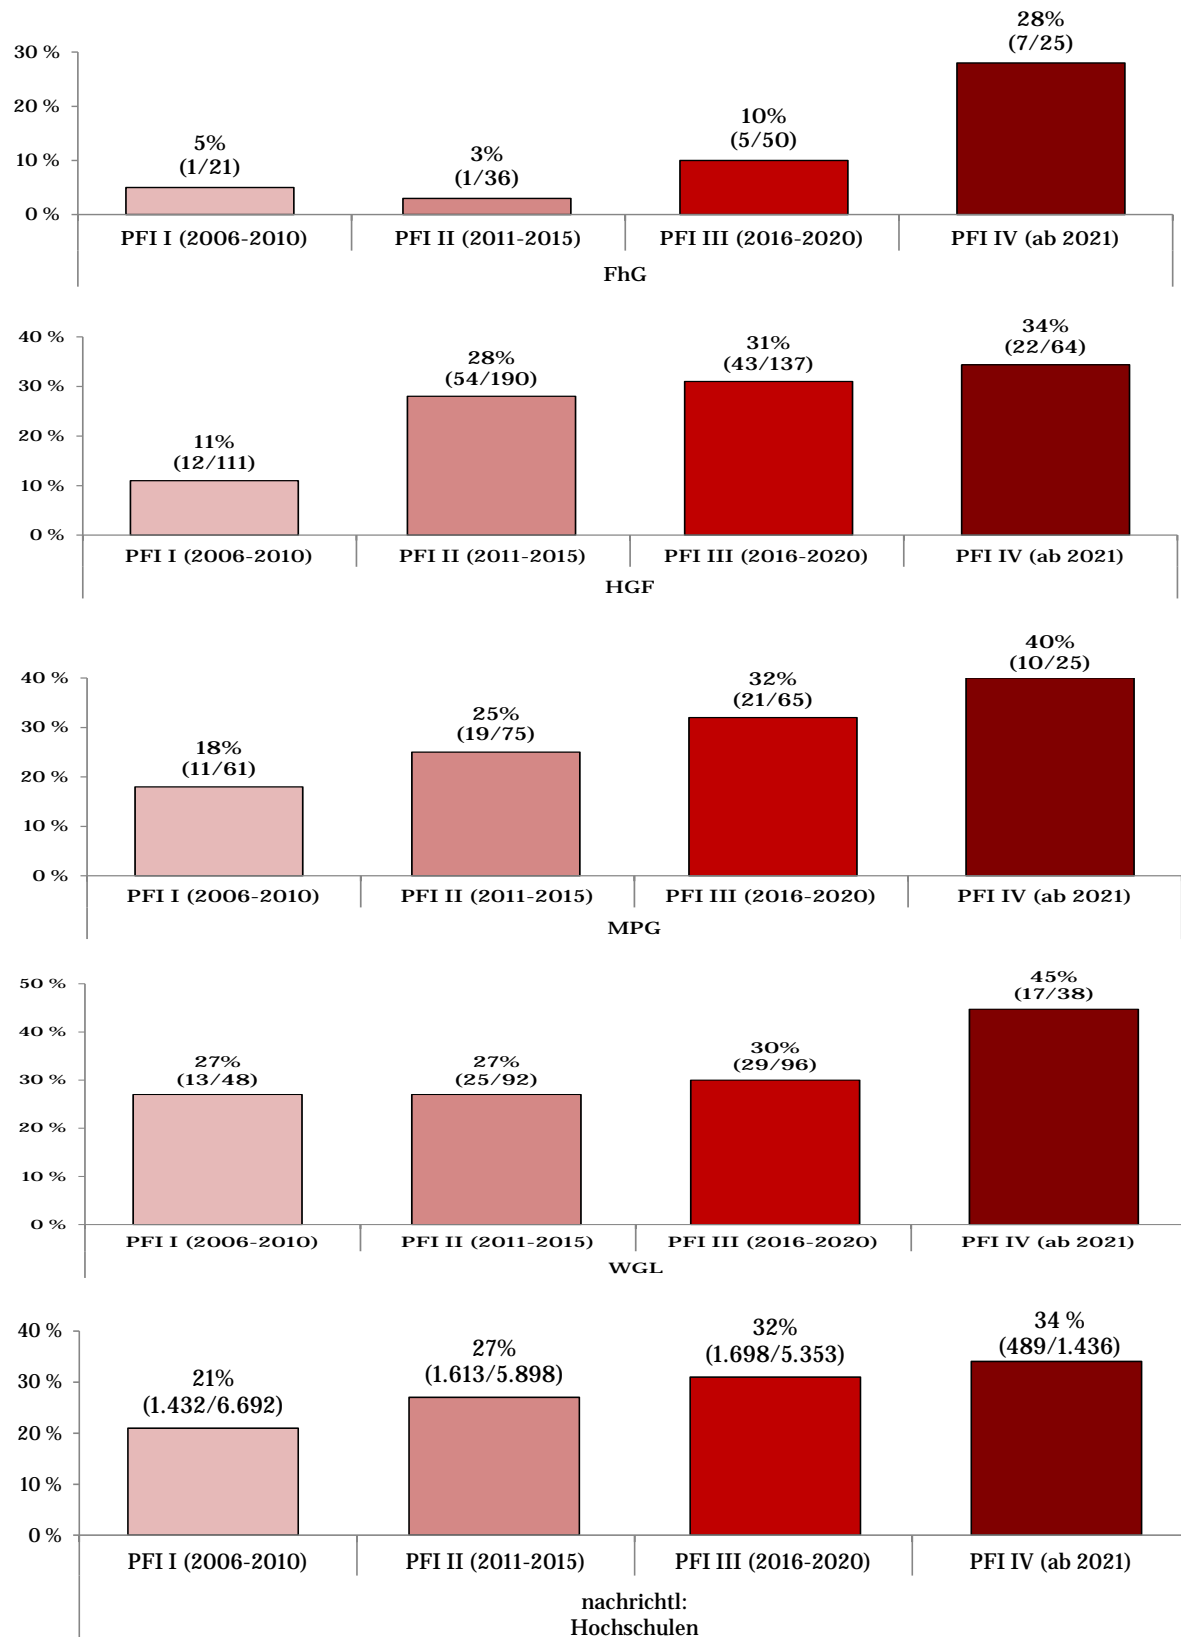 28%
(7/25)
30 %
20 %
10%
(5/50)
5%
(1/21)
3%
(1/36)
10 %
0 %
PFI I (2006-2010)
PFI II (2011-2015)
PFI III (2016-2020)
PFI IV (ab 2021)
FhG
34%
(22/64)
40 %
31%
(43/137)
28%
(54/190)
30 %
20 %
11%
(12/111)
10 %
0 %
PFI I (2006-2010)
PFI II (2011-2015)
PFI III (2016-2020)
PFI IV (ab 2021)
HGF
40%
(10/25)
40 %
32%
(21/65)
25%
(19/75)
30 %
18%
(11/61)
20 %
10 %
0 %
PFI I (2006-2010)
PFI II (2011-2015)
PFI III (2016-2020)
PFI IV (ab 2021)
MPG
50 %
45%
(17/38)
40 %
27%
(13/48)
27%
(25/92)
30%
(29/96)
30 %
20 %
10 %
0 %
PFI I (2006-2010)
PFI II (2011-2015)
PFI III (2016-2020)
PFI IV (ab 2021)
WGL
40 %
34 %
(489/1.436)
32%
(1.698/5.353)
27%
(1.613/5.898)
21%
(1.432/6.692)
30 %
20 %
10 %
0 %
PFI I (2006-2010)
PFI II (2011-2015)
PFI III (2016-2020)
PFI IV (ab 2021)
nachrichtl:
Hochschulen